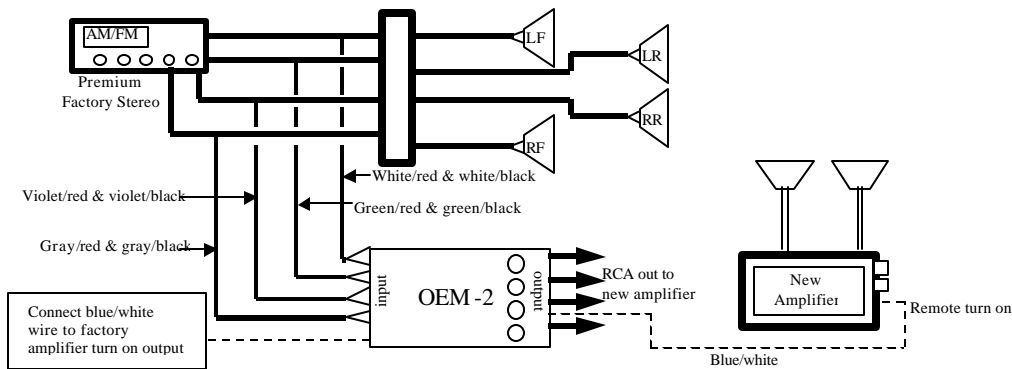 AM/FM
LF
LR
Premium
Factory Stereo
RR
RF
White/red & white/black
Violet/red & violet/black
Green/red & green/black
Gray/red & gray/black
input
OEM-2
output
RCA out to
new amplifier
New
Amplifier
Connect blue/white
wire to factory
amplifier turn on output
Remote turn on
Blue/white